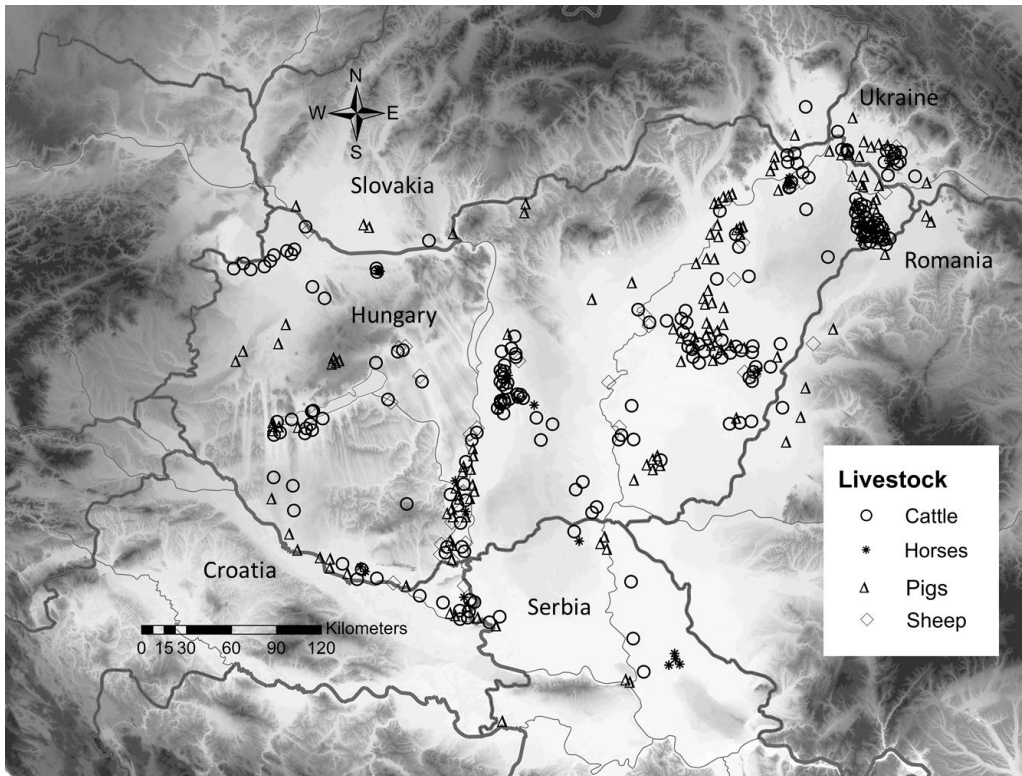 Ukraine
N
W E
S
Slovakia
Romania
Hungary
Livestock
Cattle
Horses
Pigs
Sheep
Croatia
Serbia
Kilometers
0 15 30 60 90 120